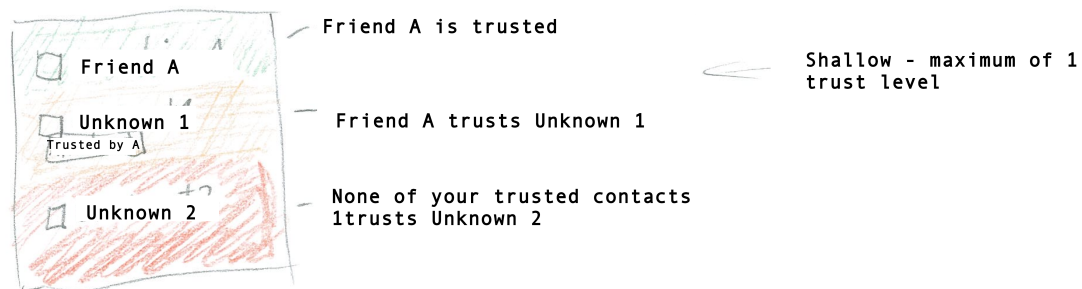 Friend A is trusted
Friend A
Shallow - maximum of 1
trust level
Unknown 1
Friend A trusts Unknown 1
Trusted by A
None of your trusted contacts
1trusts Unknown 2
Unknown 2